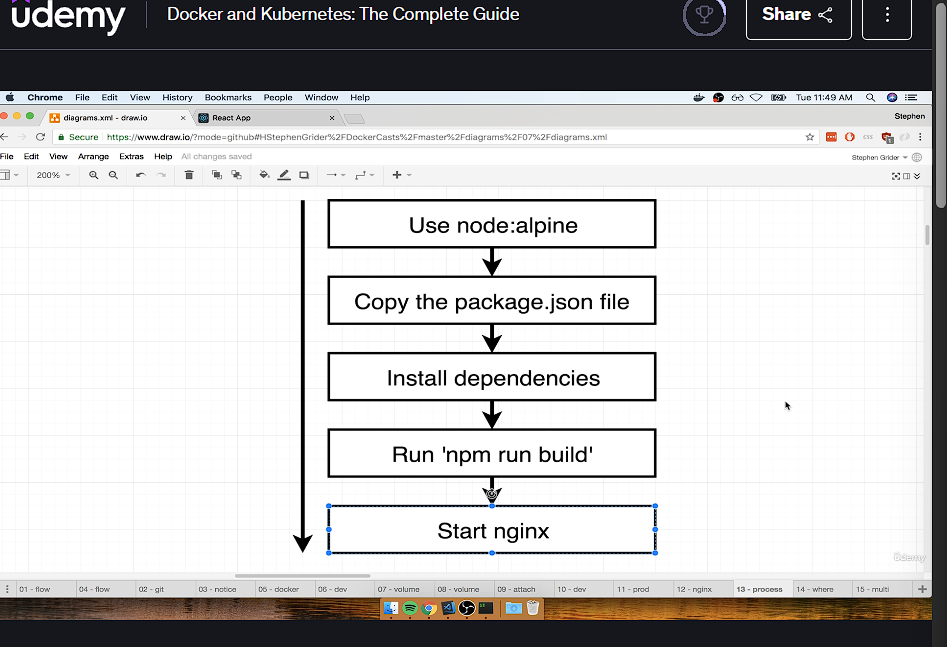 ûdemy Docker and Kubernetes: The Complete Guide Share
Chrome File Edit View History Bookmarks People Window Help Tue 11:49 AM
diagrams.xml - draw.io React App Stephen
Secure https://www.draw.io/?mode=github#HStephenGrider%2FDockerCasts%2Fmaster%2Fdiagrams%2F07%2Fdiagrams.xml
File Edit View Arrange Extras Help All changes saved Stephen Grider
200%
Use node:alpine
Copy the package.json file
Install dependencies
Run 'npm run build'
Start nginx
ûdemy
01 - flow 04 - flow 02 - git 03 - notice 05 - docker 06 - dev 07 - volume 08 - volume 09 - attach 10 - dev 11 - prod 12 - nginx 13 - process 14 - where 15 - multi